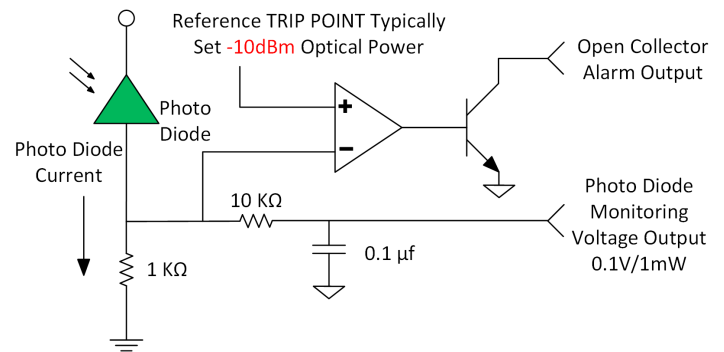 Reference TRIP POINT Typically
Set -10dBm Optical Power
Open Collector
Alarm Output
+
Photo
Diode
−
Photo Diode
Current
10 KΩ
Photo Diode
Monitoring
Voltage Output
0.1V/1mW
0.1 µf
1 KΩ